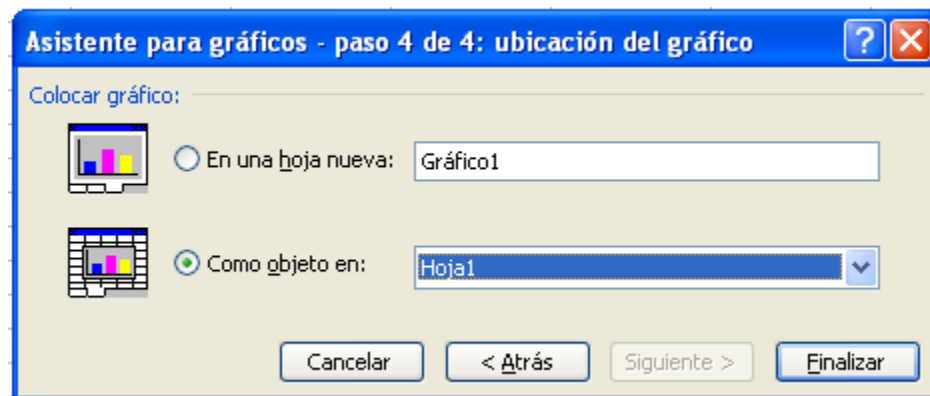 Asistente para gráficos - paso 4 de 4: ubicación del gráfico
Colocar gráfico:
En una hoja nueva: Gráfico1
Como objeto en: Hoja1
Cancelar < Atrás Siguiente > Finalizar